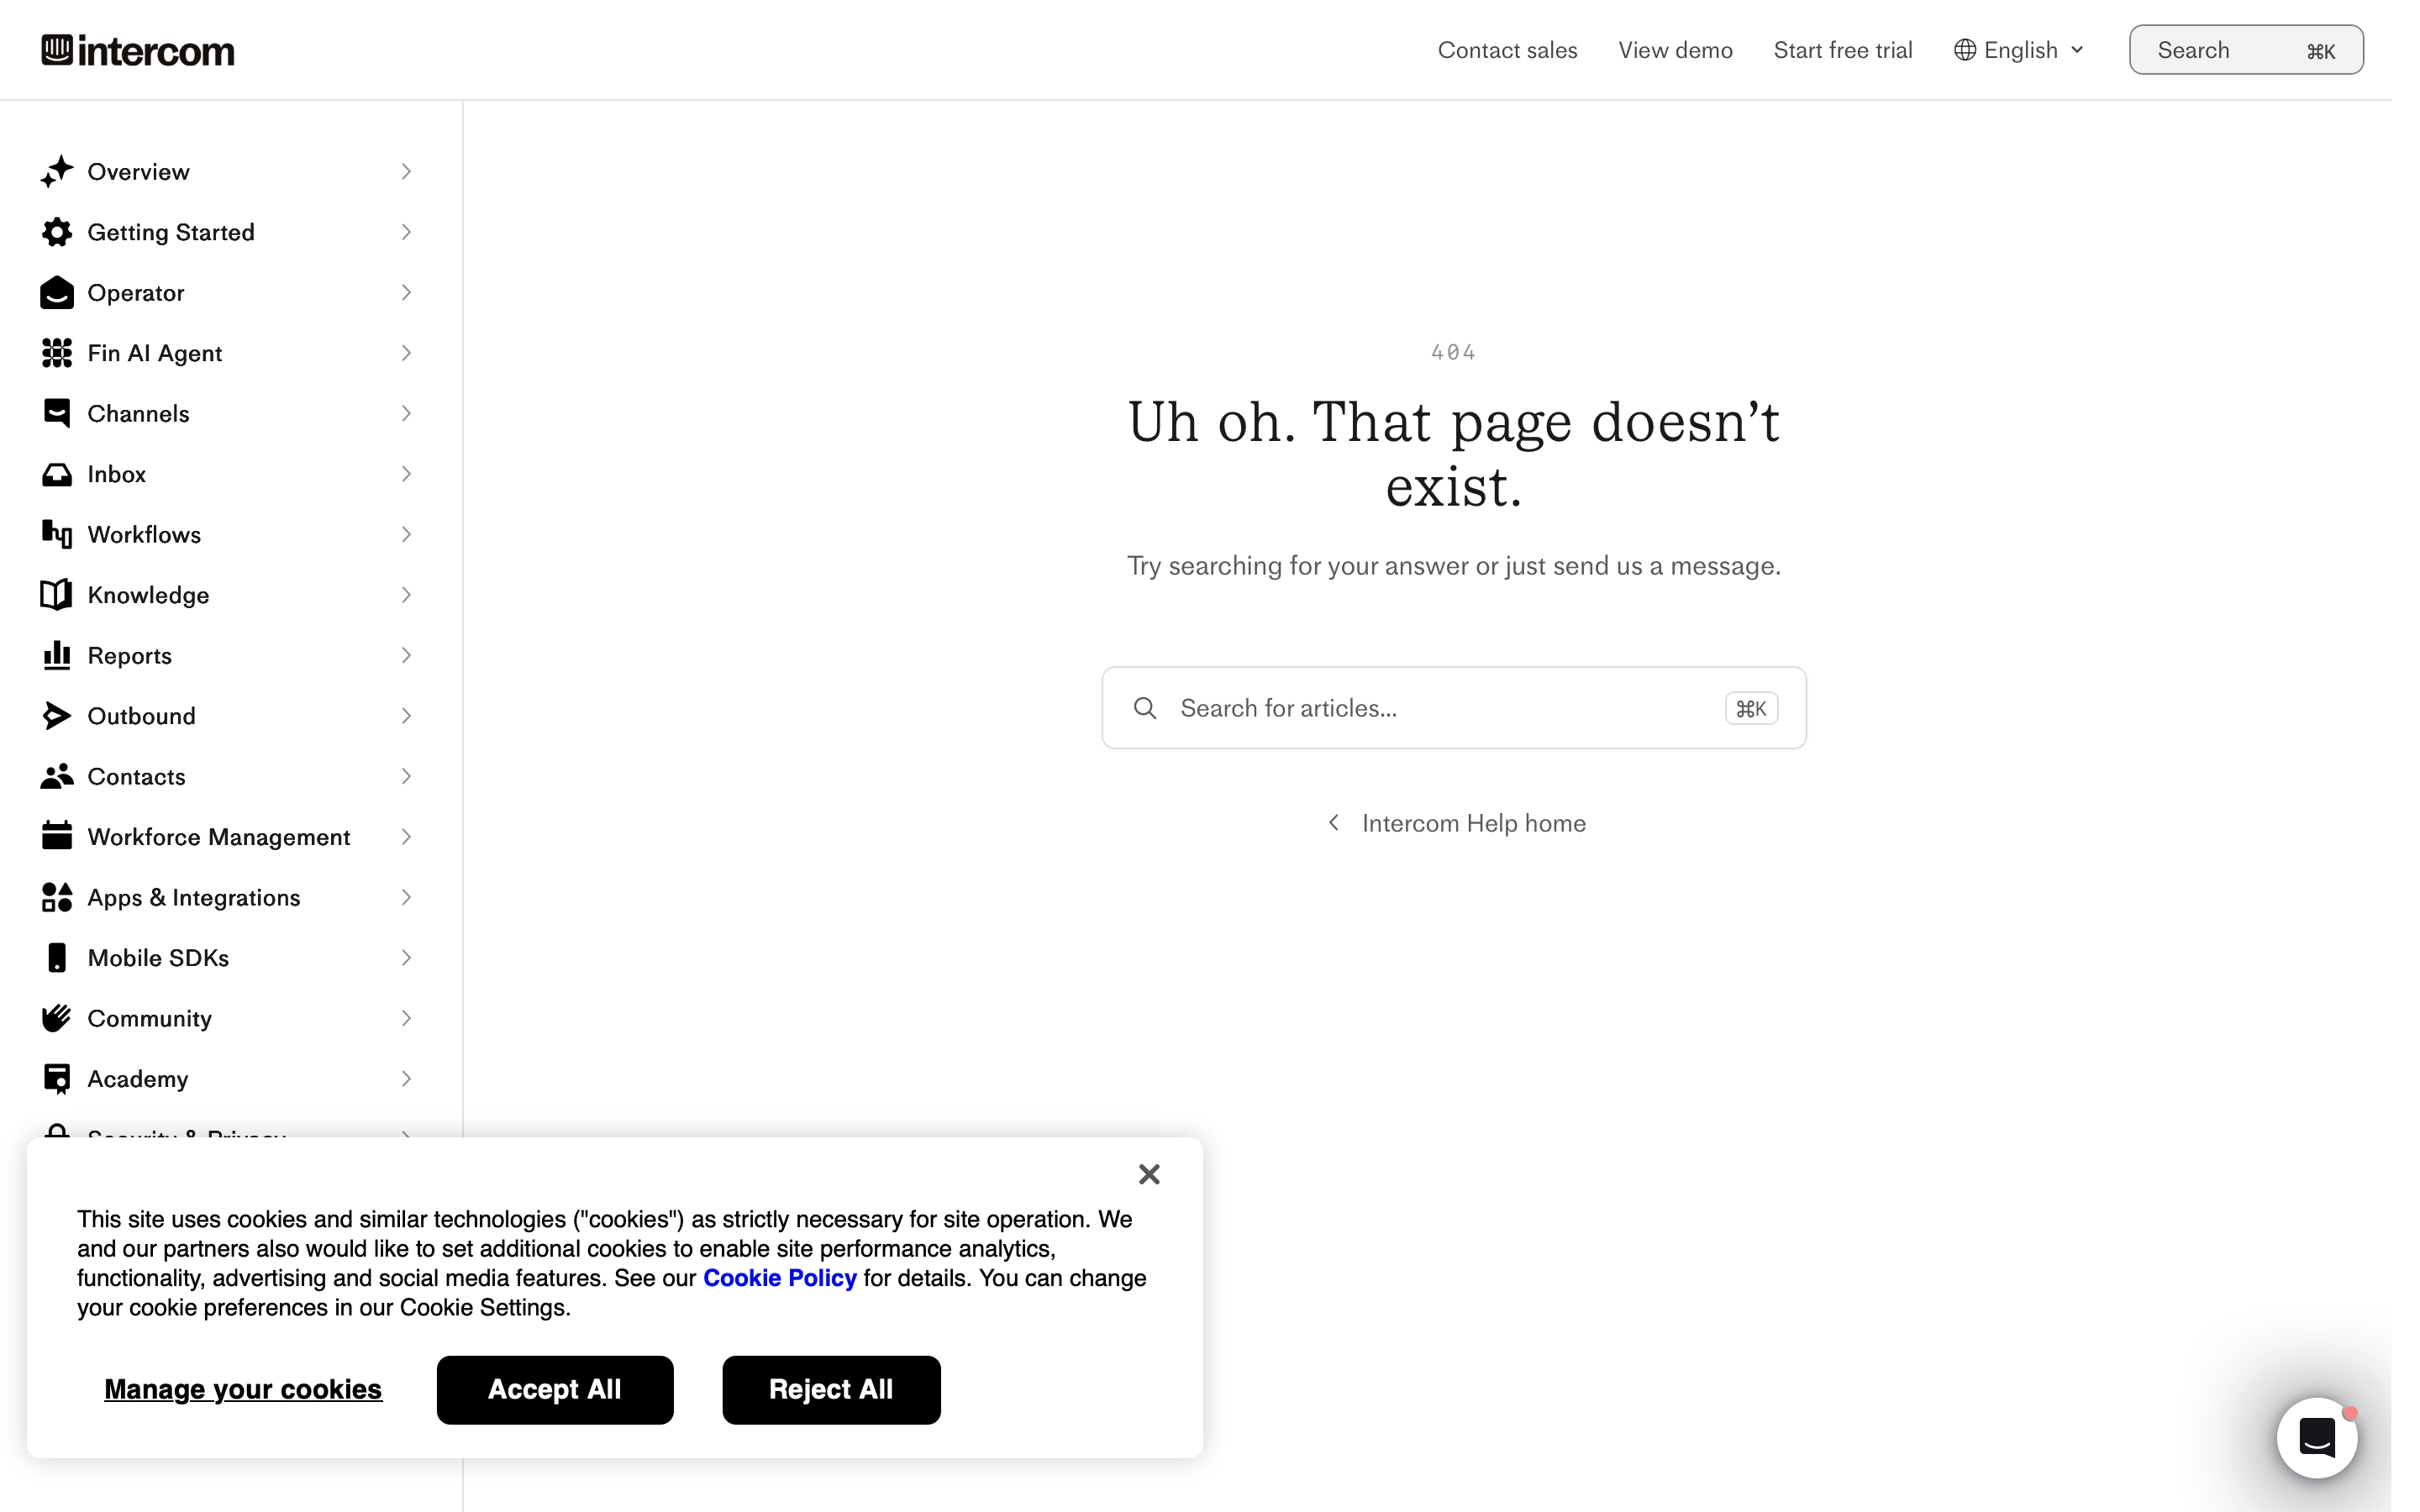 intercom
Contact sales
View demo
Start free trial
English
Search ⌘K
Overview
Getting Started
Operator
Fin AI Agent
Channels
Inbox
Workflows
Knowledge
Reports
Outbound
Contacts
Workforce Management
Apps & Integrations
Mobile SDKs
Community
Academy
Security & Privacy
404
Uh oh. That page doesn’t
exist.
Try searching for your answer or just send us a message.
Search for articles... ⌘K
Intercom Help home
This site uses cookies and similar technologies ("cookies") as strictly necessary for site operation. We
and our partners also would like to set additional cookies to enable site performance analytics,
functionality, advertising and social media features. See our Cookie Policy for details. You can change
your cookie preferences in our Cookie Settings.
Manage your cookies
Accept All
Reject All